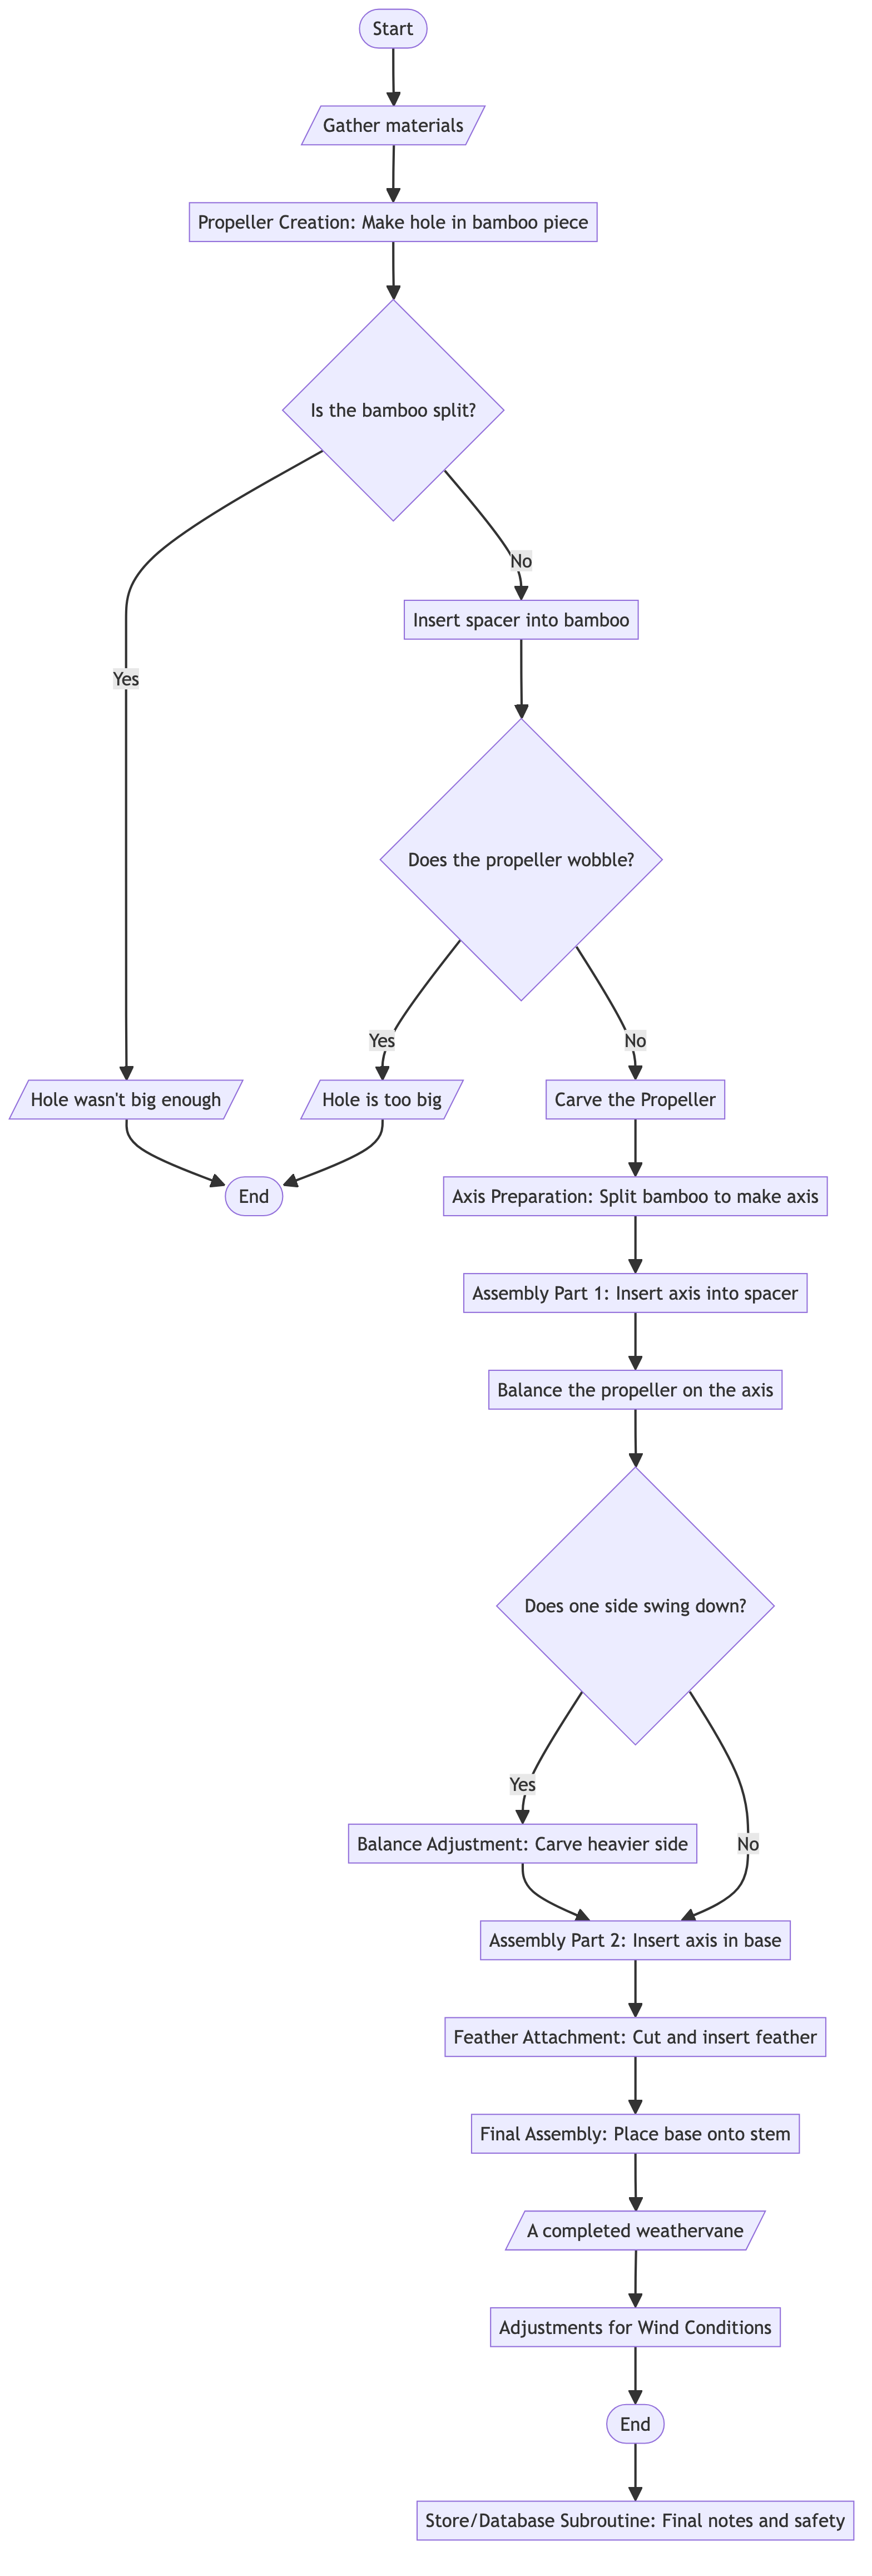 Start
Gather materials
Propeller Creation: Make hole in bamboo piece
Is the bamboo split?
No
Insert spacer into bamboo
Yes
Does the propeller wobble?
Yes
No
Hole wasn't big enough
Hole is too big
Carve the Propeller
End
Axis Preparation: Split bamboo to make axis
Assembly Part 1: Insert axis into spacer
Balance the propeller on the axis
Does one side swing down?
Yes
Balance Adjustment: Carve heavier side
No
Assembly Part 2: Insert axis in base
Feather Attachment: Cut and insert feather
Final Assembly: Place base onto stem
A completed weathervane
Adjustments for Wind Conditions
End
Store/Database Subroutine: Final notes and safety